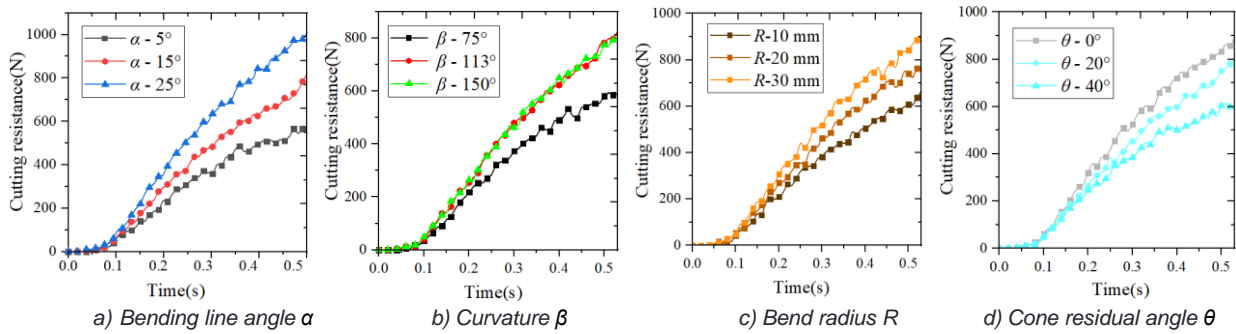 1000
800
600
400
200
0
Cutting resistance(N)
α - 5°
α - 15°
α - 25°
0.0 0.1 0.2 0.3 0.4 0.5
Time(s)
a) Bending line angle α
800
600
400
200
0
Cutting resistance(N)
β - 75°
β - 113°
β - 150°
0.0 0.1 0.2 0.3 0.4 0.5
Time(s)
b) Curvature β
1000
800
600
400
200
0
Cutting resistance(N)
R-10 mm
R-20 mm
R-30 mm
0.0 0.1 0.2 0.3 0.4 0.5
Time(s)
c) Bend radius R
1000
800
600
400
200
0
Cutting resistance(N)
θ - 0°
θ - 20°
θ - 40°
0.0 0.1 0.2 0.3 0.4 0.5
Time(s)
d) Cone residual angle θ